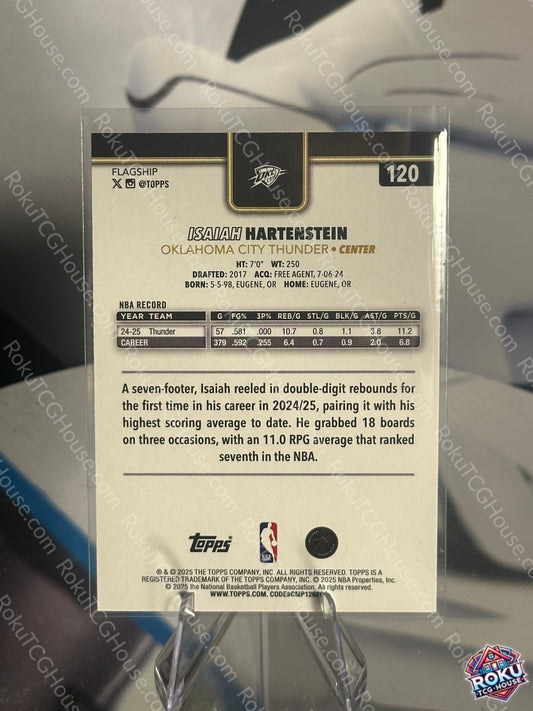 FLAGSHIP
X @TOPPS
OKC
120
ISAIAH HARTENSTEIN
OKLAHOMA CITY THUNDER • CENTER
HT: 7'0" WT: 250
DRAFTED: 2017 ACQ: FREE AGENT, 7-06-24
BORN: 5-5-98, EUGENE, OR HOME: EUGENE, OR
NBA RECORD
YEAR TEAM G FG% 3P% REB/G STL/G BLK/G AST/G PTS/G
24-25 Thunder 57 .581 .000 10.7 0.8 1.1 3.8 11.2
CAREER 379 .592 .255 6.4 0.7 0.9 2.0 6.8
A seven-footer, Isaiah reeled in double-digit rebounds for
the first time in his career in 2024/25, pairing it with his
highest scoring average to date. He grabbed 18 boards
on three occasions, with an 11.0 RPG average that ranked
seventh in the NBA.
Topps
® & © 2025 THE TOPPS COMPANY, INC. ALL RIGHTS RESERVED. TOPPS IS A
REGISTERED TRADEMARK OF THE TOPPS COMPANY, INC. © 2025 NBA Properties, Inc.
© 2025 the National Basketball Players Association. All rights reserved.
WWW.TOPPS.COM. CODE#CMP1202
RokuTCGHouse.com
ROKU
TCG-HOUSE